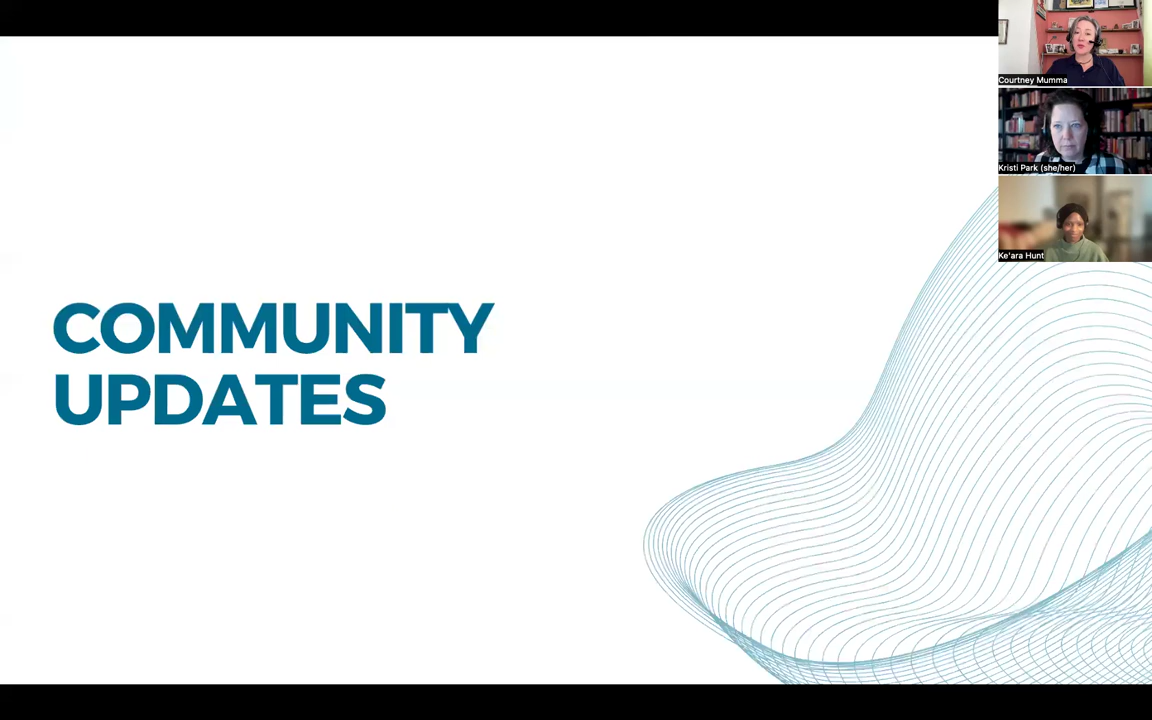 COMMUNITY
UPDATES
Courtney Mumma
Kristi Park (she/her)
Ke'ara Hunt